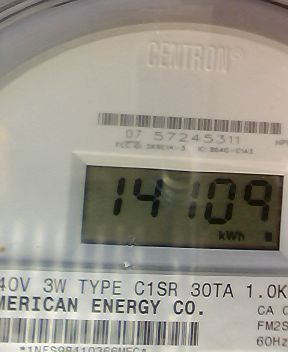 CENTRON®
07 57245311
14109
kWh
40V 3W TYPE C1SR 30TA 1.0K
MERICAN ENERGY CO.
CA
FM2S
60Hz